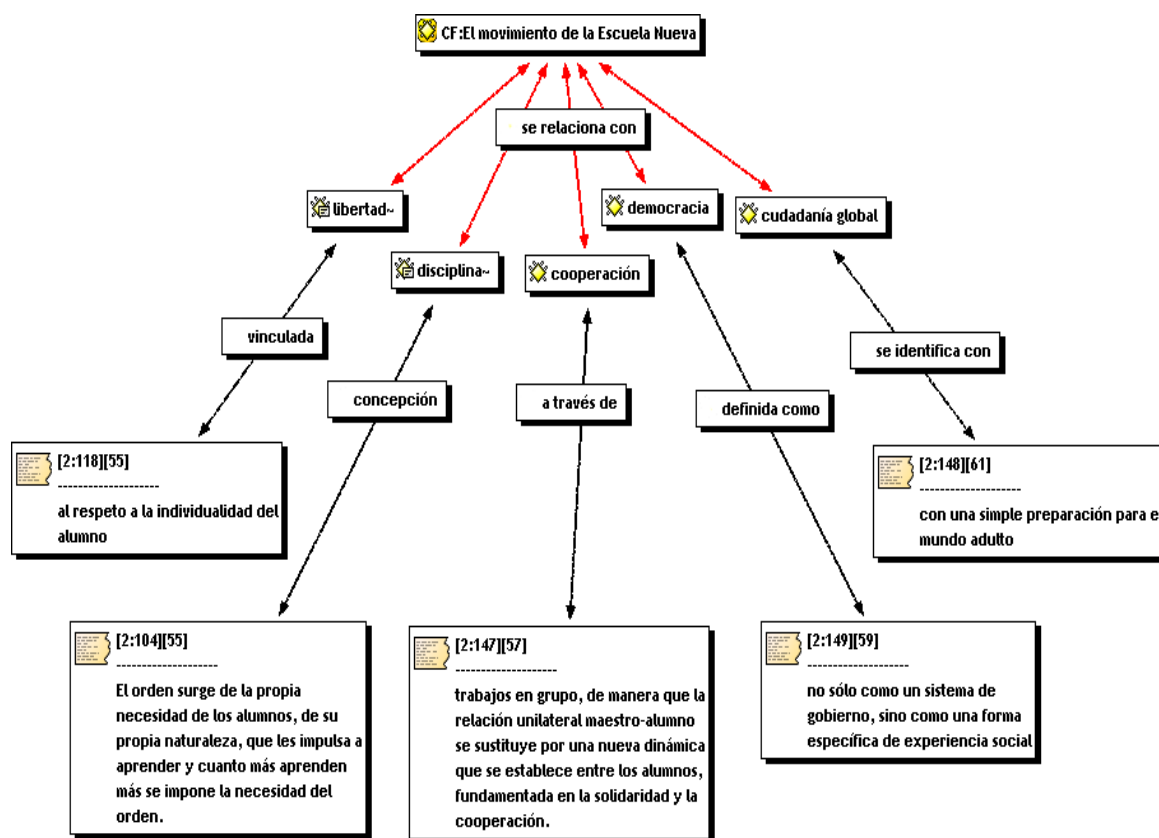 CF:El movimiento de la Escuela Nueva
se relaciona con
libertad~
democracia
cudadanía global
disciplina~
cooperación
vinculada
se identifica con
concepción
a través de
definida como
[2:118][55]
--------------------
al respeto a la individualidad del
alumno
[2:148][61]
--------------------
con una simple preparación para e
mundo adulto
[2:104][55]
--------------------
El orden surge de la propia
necesidad de los alumnos, de su
propia naturaleza, que les impulsa a
aprender y cuanto más aprenden
más se impone la necesidad del
orden.
[2:147][57]
--------------------
trabajos en grupo, de manera que la
relación unilateral maestro-alumno
se sustituye por una nueva dinámica
que se establece entre los alumnos,
fundamentada en la solidaridad y la
cooperación.
[2:149][59]
--------------------
no sólo como un sistema de
gobierno, sino como una forma
específica de experiencia social